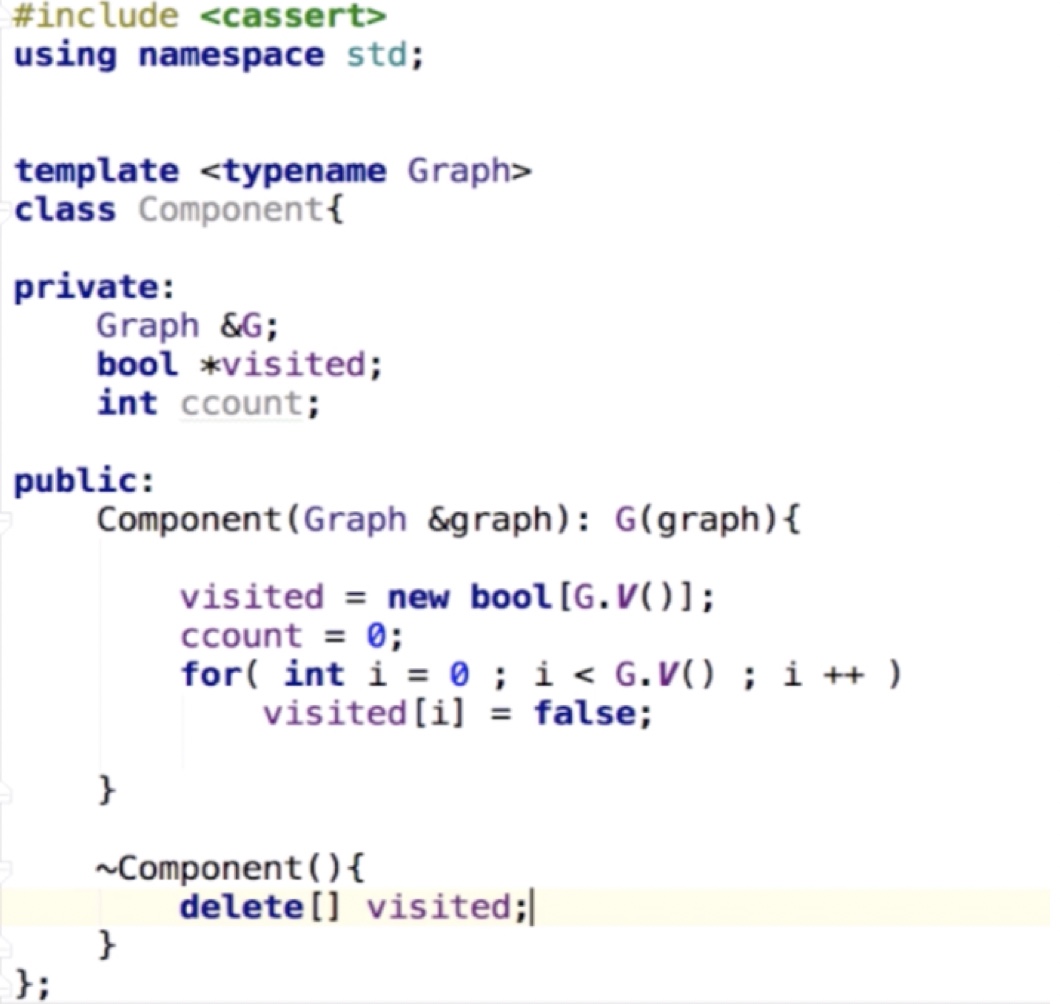 #include <cassert>
using namespace std;
template <typename Graph>
class Component{
private:
Graph &G;
bool *visited;
int ccount;
public:
Component(Graph &graph): G(graph){
visited = new bool[G.V()];
ccount = 0;
for( int i = 0 ; i < G.V() ; i ++ )
visited[i] = false;
}
~Component(){
delete[] visited;
}
};